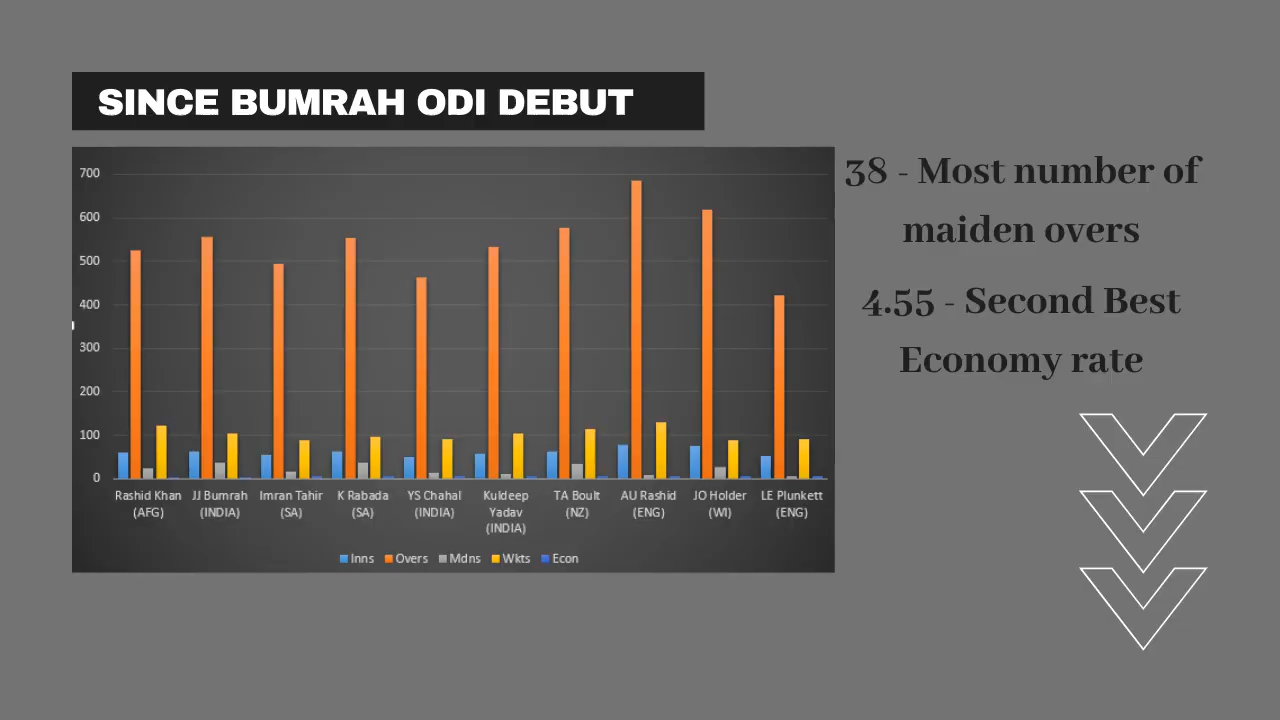 SINCE BUMRAH ODI DEBUT
700
600
500
400
300
200
100
0
Rashid Khan (AFG)
JJ Bumrah (INDIA)
Imran Tahir (SA)
K Rabada (SA)
YS Chahal (INDIA)
Kuldeep Yadav (INDIA)
TA Boult (NZ)
AU Rashid (ENG)
JO Holder (WI)
LE Plunkett (ENG)
Inns Overs Mdns Wkts Econ
38 - Most number of
maiden overs
4.55 - Second Best
Economy rate